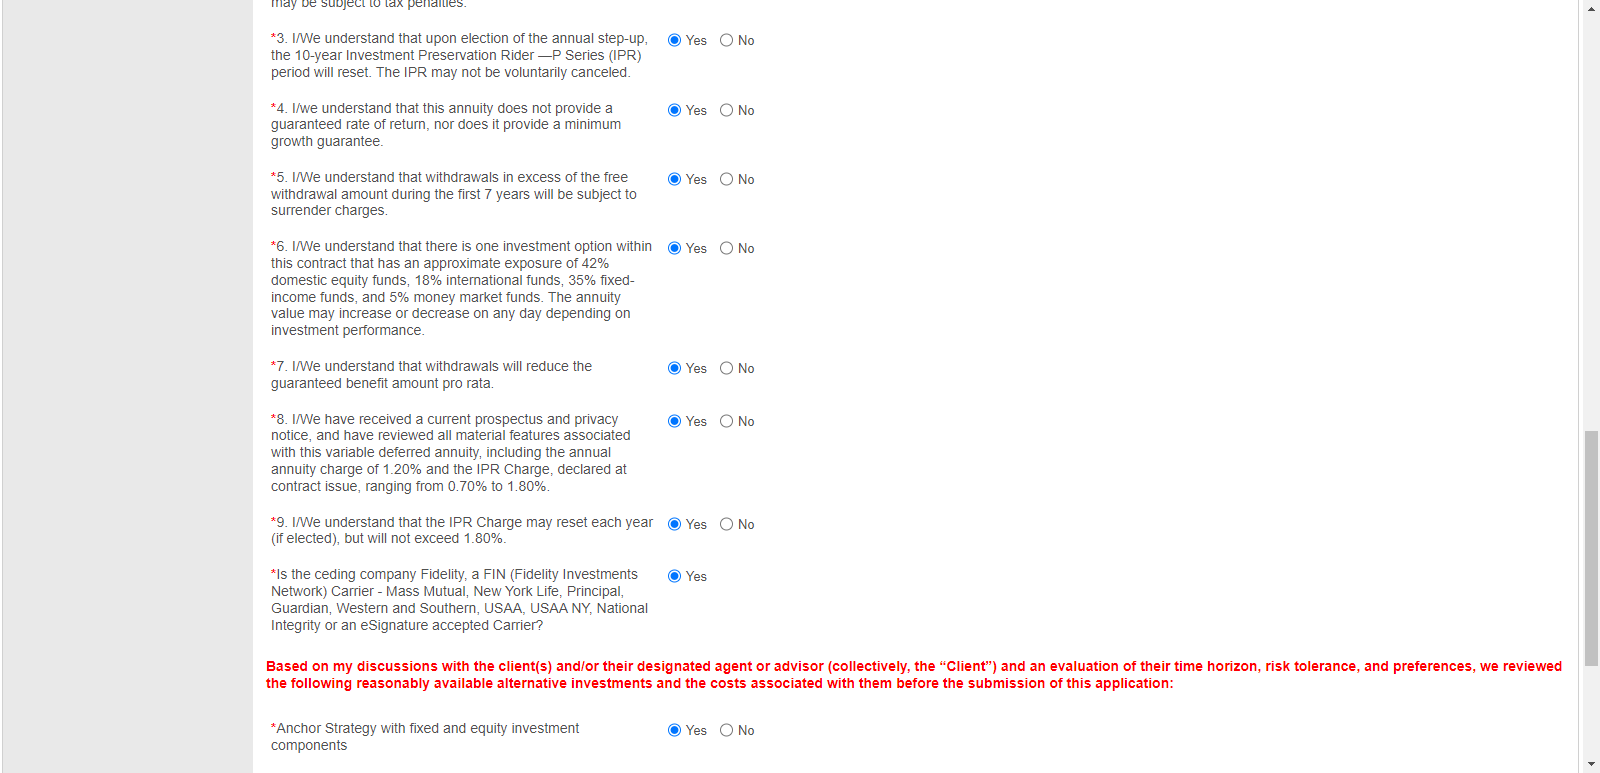 may be subject to tax penalties.
*3. I/We understand that upon election of the annual step-up,
the 10-year Investment Preservation Rider —P Series (IPR)
period will reset. The IPR may not be voluntarily canceled.
Yes No
*4. I/we understand that this annuity does not provide a
guaranteed rate of return, nor does it provide a minimum
growth guarantee.
Yes No
*5. I/We understand that withdrawals in excess of the free
withdrawal amount during the first 7 years will be subject to
surrender charges.
Yes No
*6. I/We understand that there is one investment option within
this contract that has an approximate exposure of 42%
domestic equity funds, 18% international funds, 35% fixed-
income funds, and 5% money market funds. The annuity
value may increase or decrease on any day depending on
investment performance.
Yes No
*7. I/We understand that withdrawals will reduce the
guaranteed benefit amount pro rata.
Yes No
*8. I/We have received a current prospectus and privacy
notice, and have reviewed all material features associated
with this variable deferred annuity, including the annual
annuity charge of 1.20% and the IPR Charge, declared at
contract issue, ranging from 0.70% to 1.80%.
Yes No
*9. I/We understand that the IPR Charge may reset each year
(if elected), but will not exceed 1.80%.
Yes No
*Is the ceding company Fidelity, a FIN (Fidelity Investments
Network) Carrier - Mass Mutual, New York Life, Principal,
Guardian, Western and Southern, USAA, USAA NY, National
Integrity or an eSignature accepted Carrier?
Yes
Based on my discussions with the client(s) and/or their designated agent or advisor (collectively, the “Client”) and an evaluation of their time horizon, risk tolerance, and preferences, we reviewed
the following reasonably available alternative investments and the costs associated with them before the submission of this application:
*Anchor Strategy with fixed and equity investment
components
Yes No